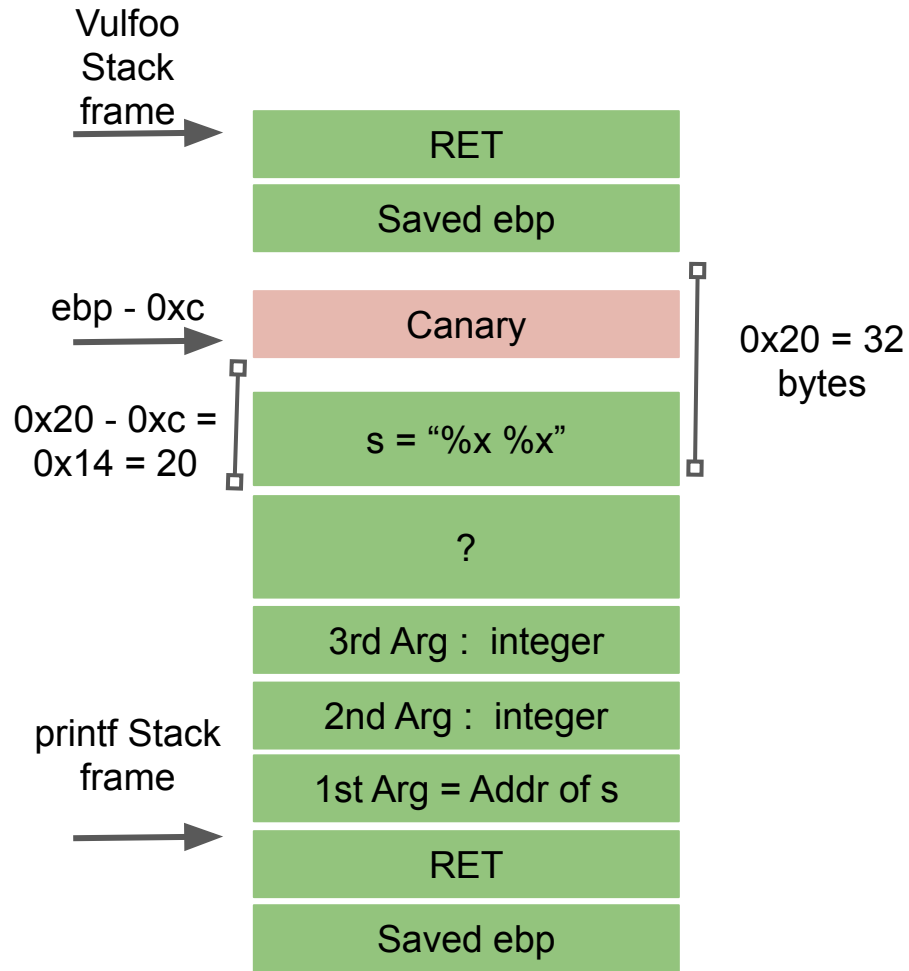 Vulfoo
Stack
frame
RET
Saved ebp
ebp - 0xc
Canary
0x20 = 32
bytes
0x20 - 0xc =
0x14 = 20
s = “%x %x”
?
3rd Arg :  integer
2nd Arg :  integer
printf Stack
frame
1st Arg = Addr of s
RET
Saved ebp